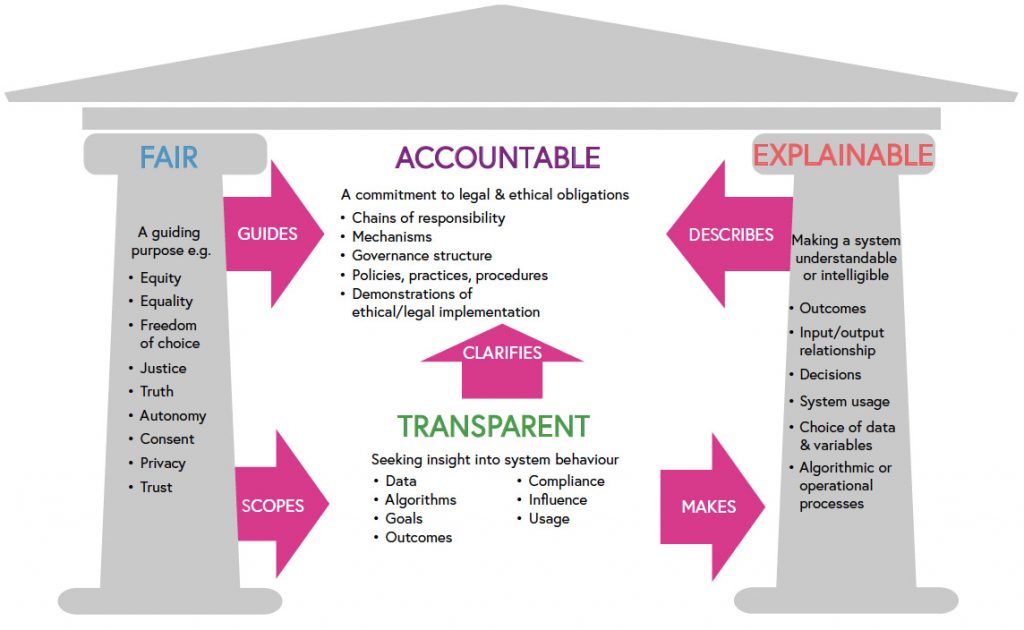 FAIR
A guiding
purpose e.g.
• Equity
• Equality
• Freedom
of choice
• Justice
• Truth
• Autonomy
• Consent
• Privacy
• Trust
GUIDES
SCOPES
ACCOUNTABLE
A commitment to legal & ethical obligations
• Chains of responsibility
• Mechanisms
• Governance structure
• Policies, practices, procedures
• Demonstrations of
ethical/legal implementation
CLARIFIES
TRANSPARENT
Seeking insight into system behaviour
• Data
• Algorithms
• Goals
• Outcomes
• Compliance
• Influence
• Usage
DESCRIBES
MAKES
EXPLAINABLE
Making a system
understandable
or intelligible
• Outcomes
• Input/output
relationship
• Decisions
• System usage
• Choice of data
& variables
• Algorithmic or
operational
processes